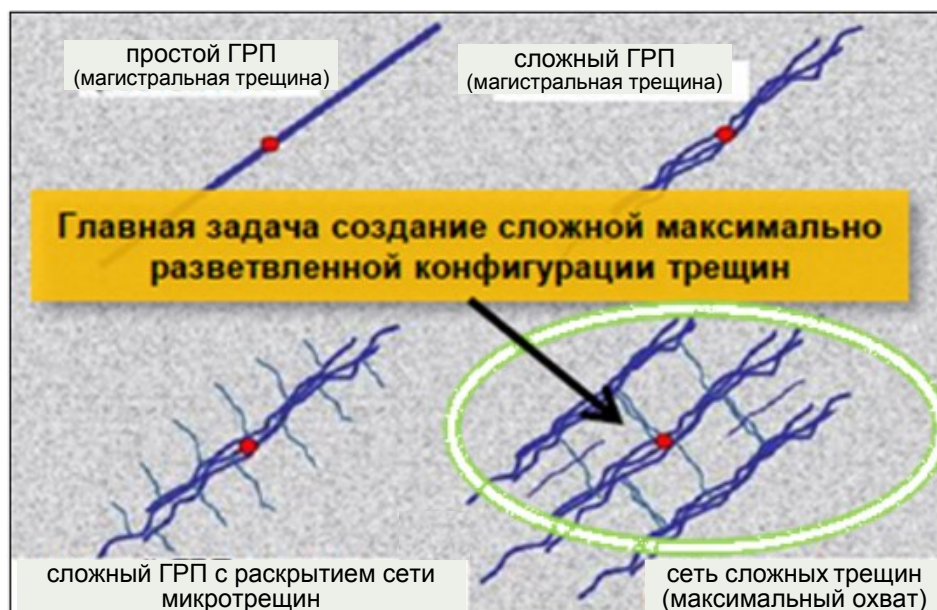 простой ГРП
(магистральная трещина)
сложный ГРП
(магистральная трещина)
Главная задача создание сложной максимально
разветвленной конфигурации трещин
сложный ГРП с раскрытием сети
микротрещин
сеть сложных трещин
(максимальный охват)